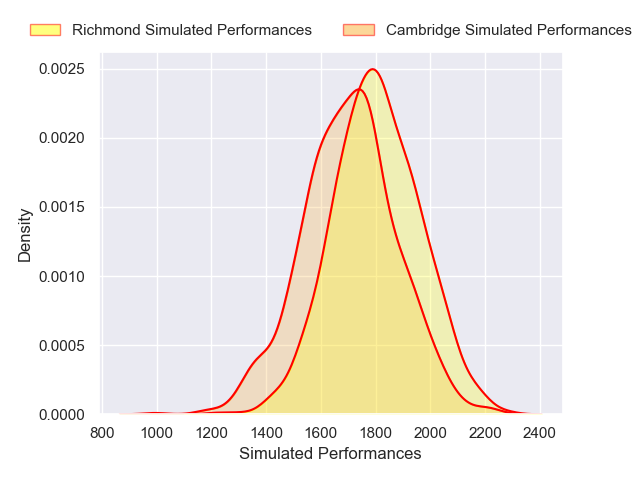 Richmond Simulated Performances Cambridge Simulated Performances
0.0025
0.0020
0.0015
0.0010
0.0005
0.0000
Density
800 1000 1200 1400 1600 1800 2000 2200 2400
Simulated Performances